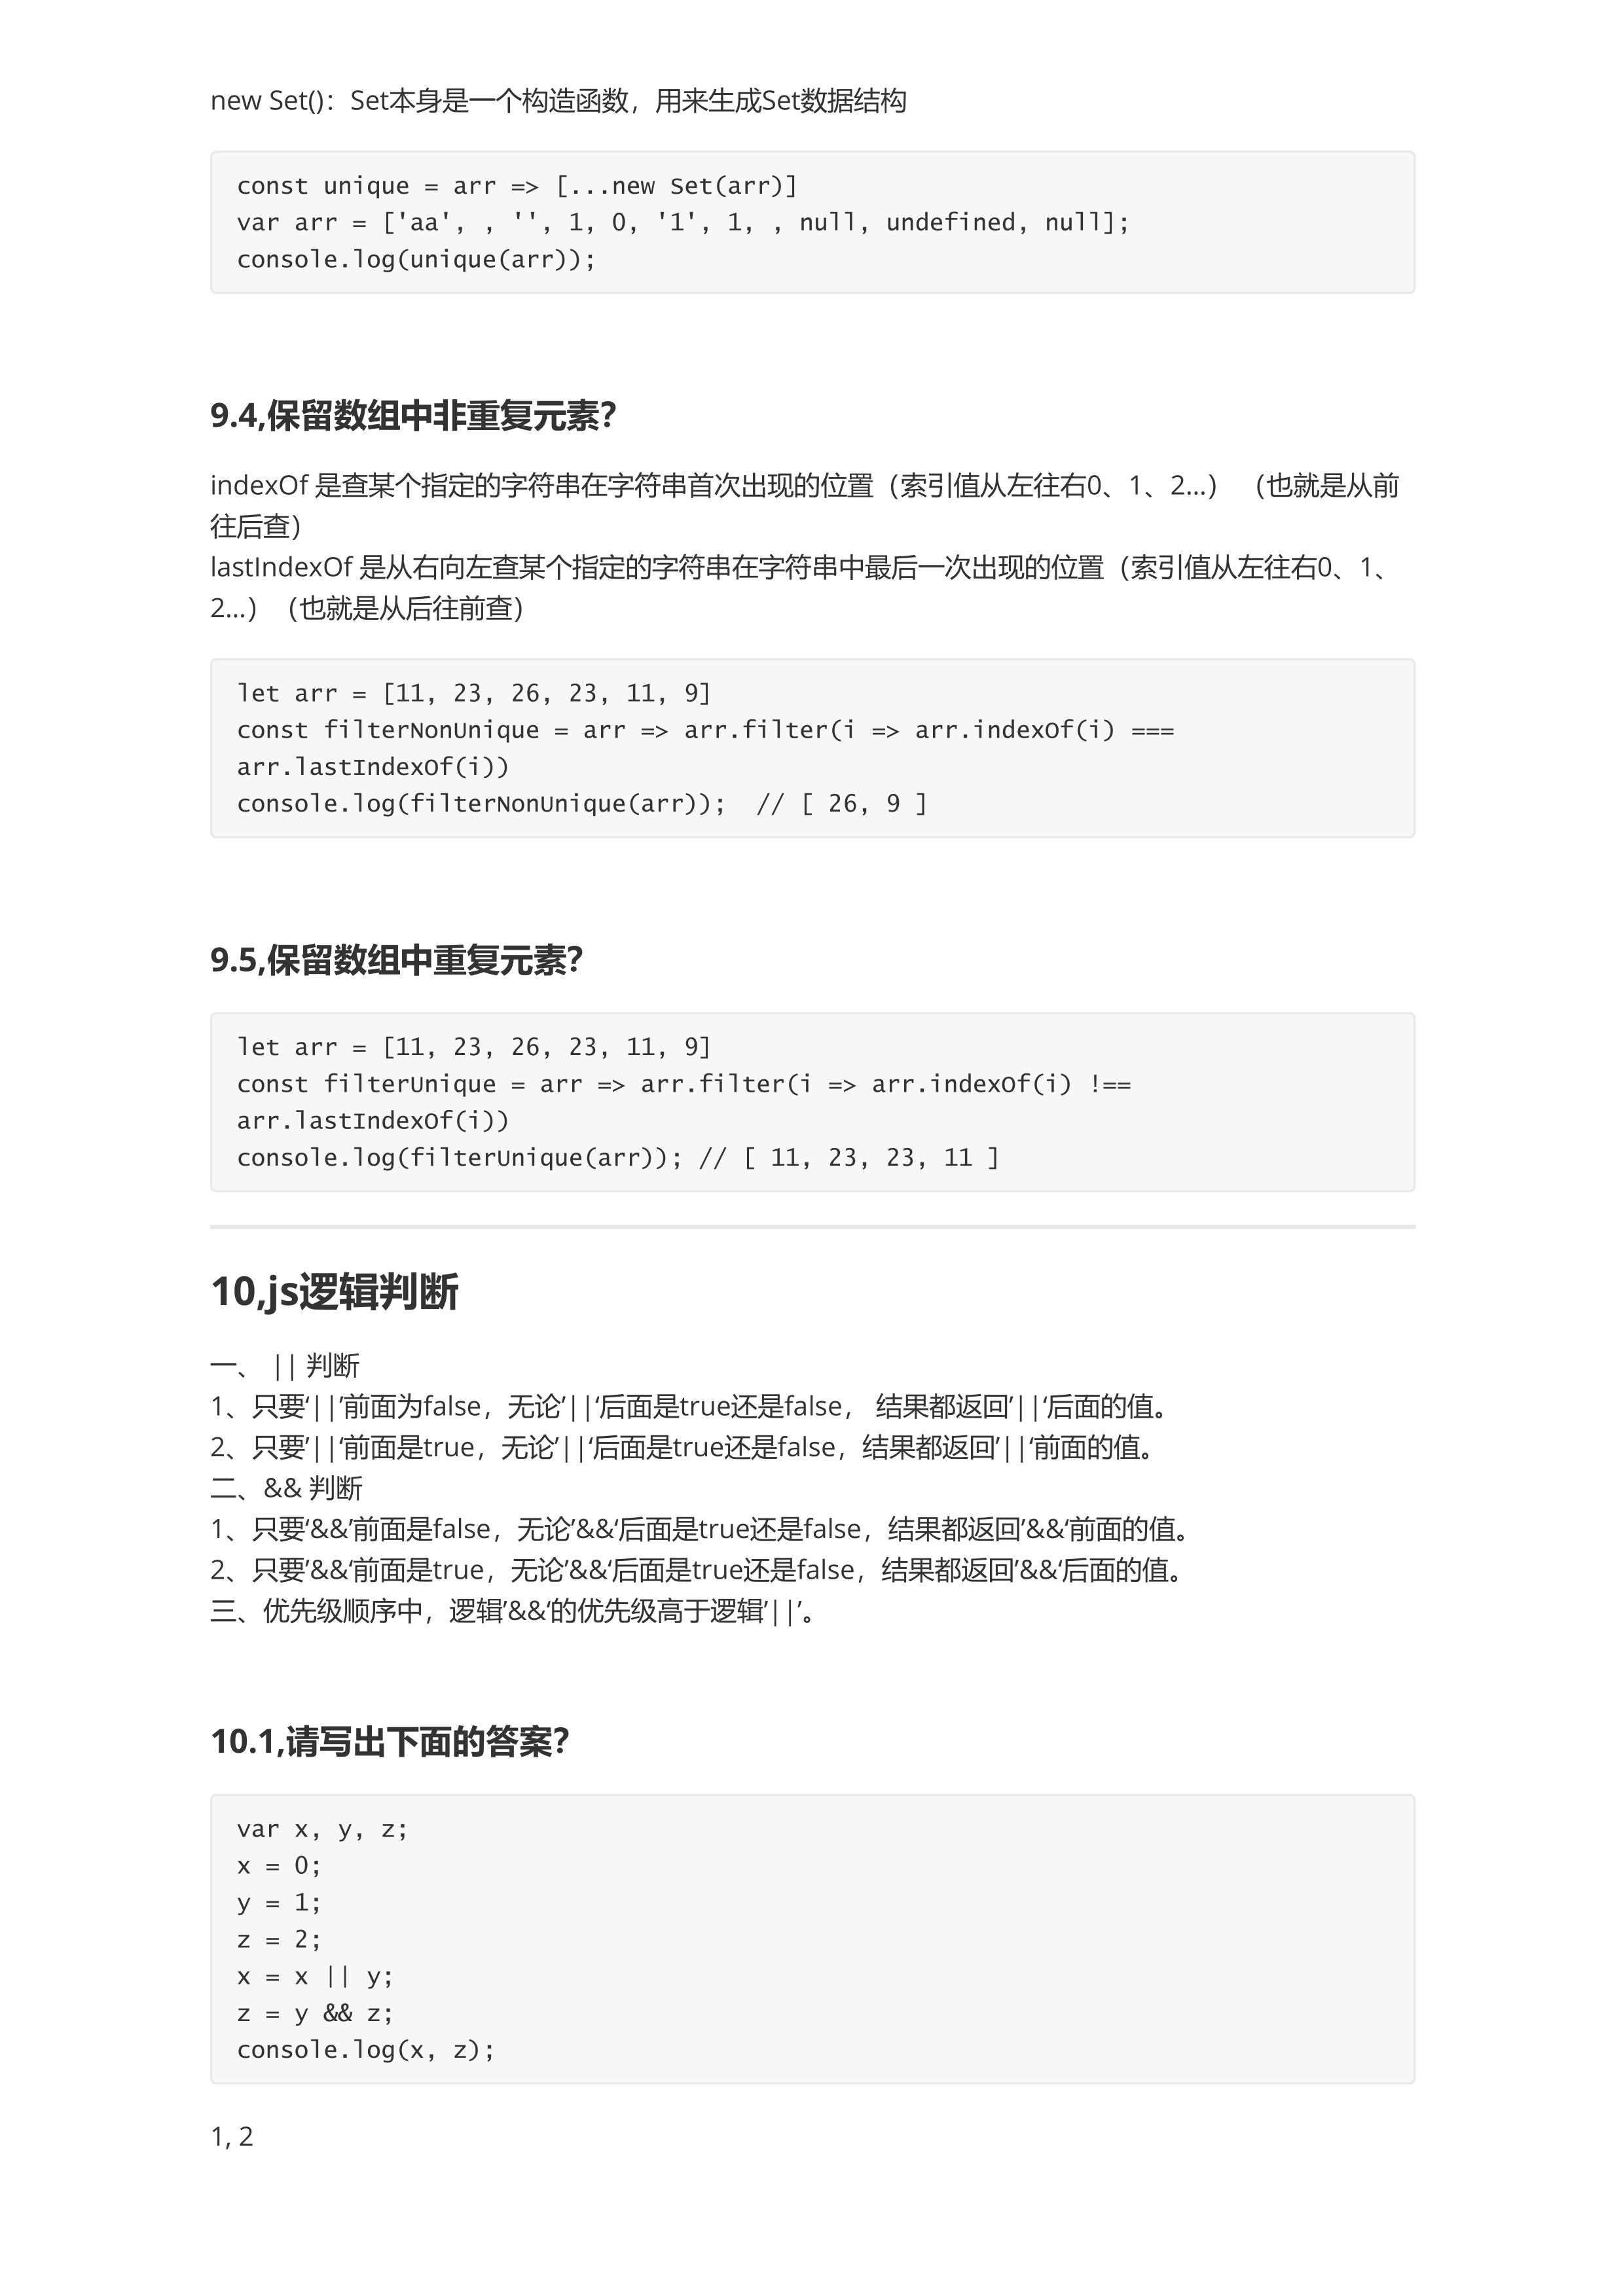 new Set()：Set本身是一个构造函数，用来生成Set数据结构
const unique = arr => [...new Set(arr)]
var arr = ['aa', , '', 1, 0, '1', 1, , null, undefined, null];
console.log(unique(arr));
9.4,保留数组中非重复元素?
indexOf 是查某个指定的字符串在字符串首次出现的位置（索引值从左往右0、1、2...） （也就是从前
往后查）
lastIndexOf 是从右向左查某个指定的字符串在字符串中最后一次出现的位置（索引值从左往右0、1、
2...）（也就是从后往前查）
let arr = [11, 23, 26, 23, 11, 9]
const filterNonUnique = arr => arr.filter(i => arr.indexOf(i) ===
arr.lastIndexOf(i))
console.log(filterNonUnique(arr));  // [ 26, 9 ]
9.5,保留数组中重复元素?
let arr = [11, 23, 26, 23, 11, 9]
const filterUnique = arr => arr.filter(i => arr.indexOf(i) !==
arr.lastIndexOf(i))
console.log(filterUnique(arr)); // [ 11, 23, 23, 11 ]
10,js逻辑判断
一、 || 判断
1、只要‘||’前面为false，无论’||‘后面是true还是false， 结果都返回’||‘后面的值。
2、只要’||‘前面是true，无论’||‘后面是true还是false，结果都返回’||‘前面的值。
二、&& 判断
1、只要‘&&’前面是false，无论’&&‘后面是true还是false，结果都返回’&&‘前面的值。
2、只要’&&‘前面是true，无论’&&‘后面是true还是false，结果都返回’&&‘后面的值。
三、优先级顺序中，逻辑’&&‘的优先级高于逻辑’||’。
10.1,请写出下面的答案?
var x, y, z;
x = 0;
y = 1;
z = 2;
x = x || y;
z = y && z;
console.log(x, z);
1, 2